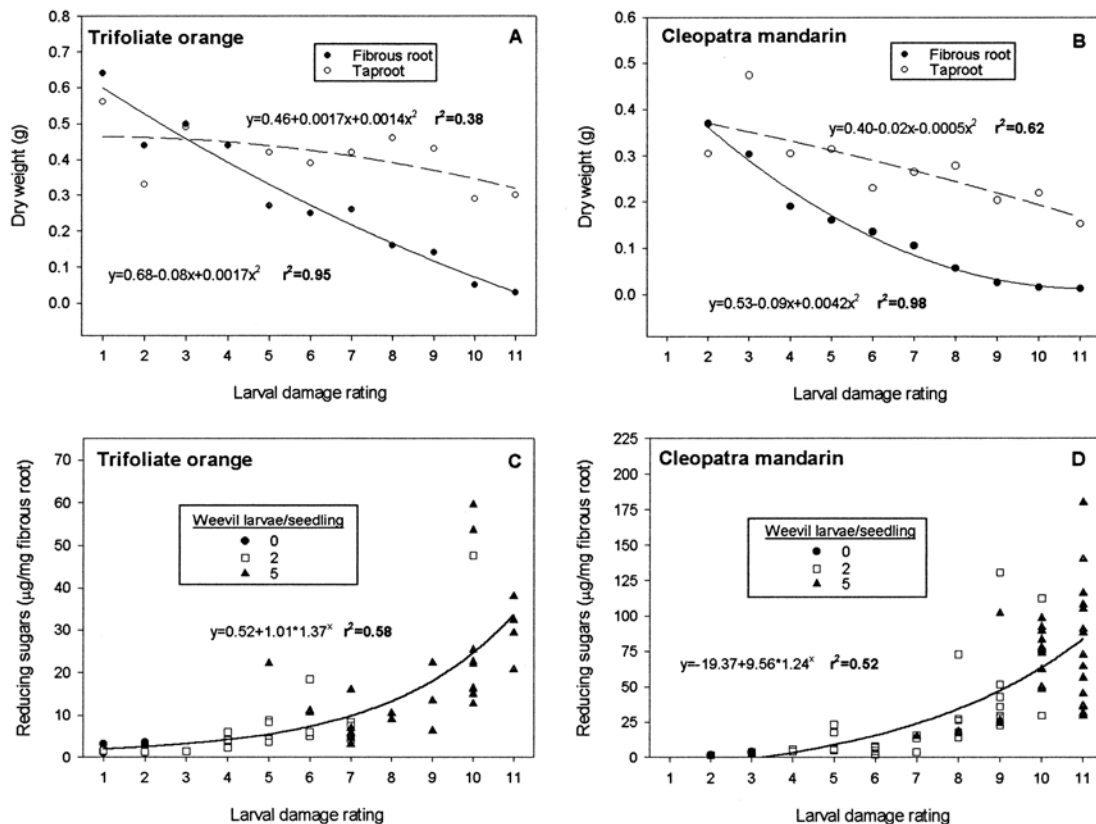 Trifoliate orange
A
Fibrous root
Taproot
y=0.46+0.0017x+0.0014x² r²=0.38
y=0.68-0.08x+0.0017x² r²=0.95
Dry weight (g)
0.8
0.7
0.6
0.5
0.4
0.3
0.2
0.1
0.0
1 2 3 4 5 6 7 8 9 10 11
Larval damage rating
Cleopatra mandarin
B
Fibrous root
Taproot
y=0.40-0.02x-0.0005x² r²=0.62
y=0.53-0.09x+0.0042x² r²=0.98
Dry weight (g)
0.6
0.5
0.4
0.3
0.2
0.1
0.0
1 2 3 4 5 6 7 8 9 10 11
Larval damage rating
Trifoliate orange
C
Weevil larvae/seedling
0
2
5
y=0.52+1.01*1.37ˣ r²=0.58
Reducing sugars (µg/mg fibrous root)
70
60
50
40
30
20
10
0
1 2 3 4 5 6 7 8 9 10 11
Larval damage rating
Cleopatra mandarin
D
Weevil larvae/seedling
0
2
5
y=-19.37+9.56*1.24ˣ r²=0.52
Reducing sugars (µg/mg fibrous root)
225
200
175
150
125
100
75
50
25
0
1 2 3 4 5 6 7 8 9 10 11
Larval damage rating